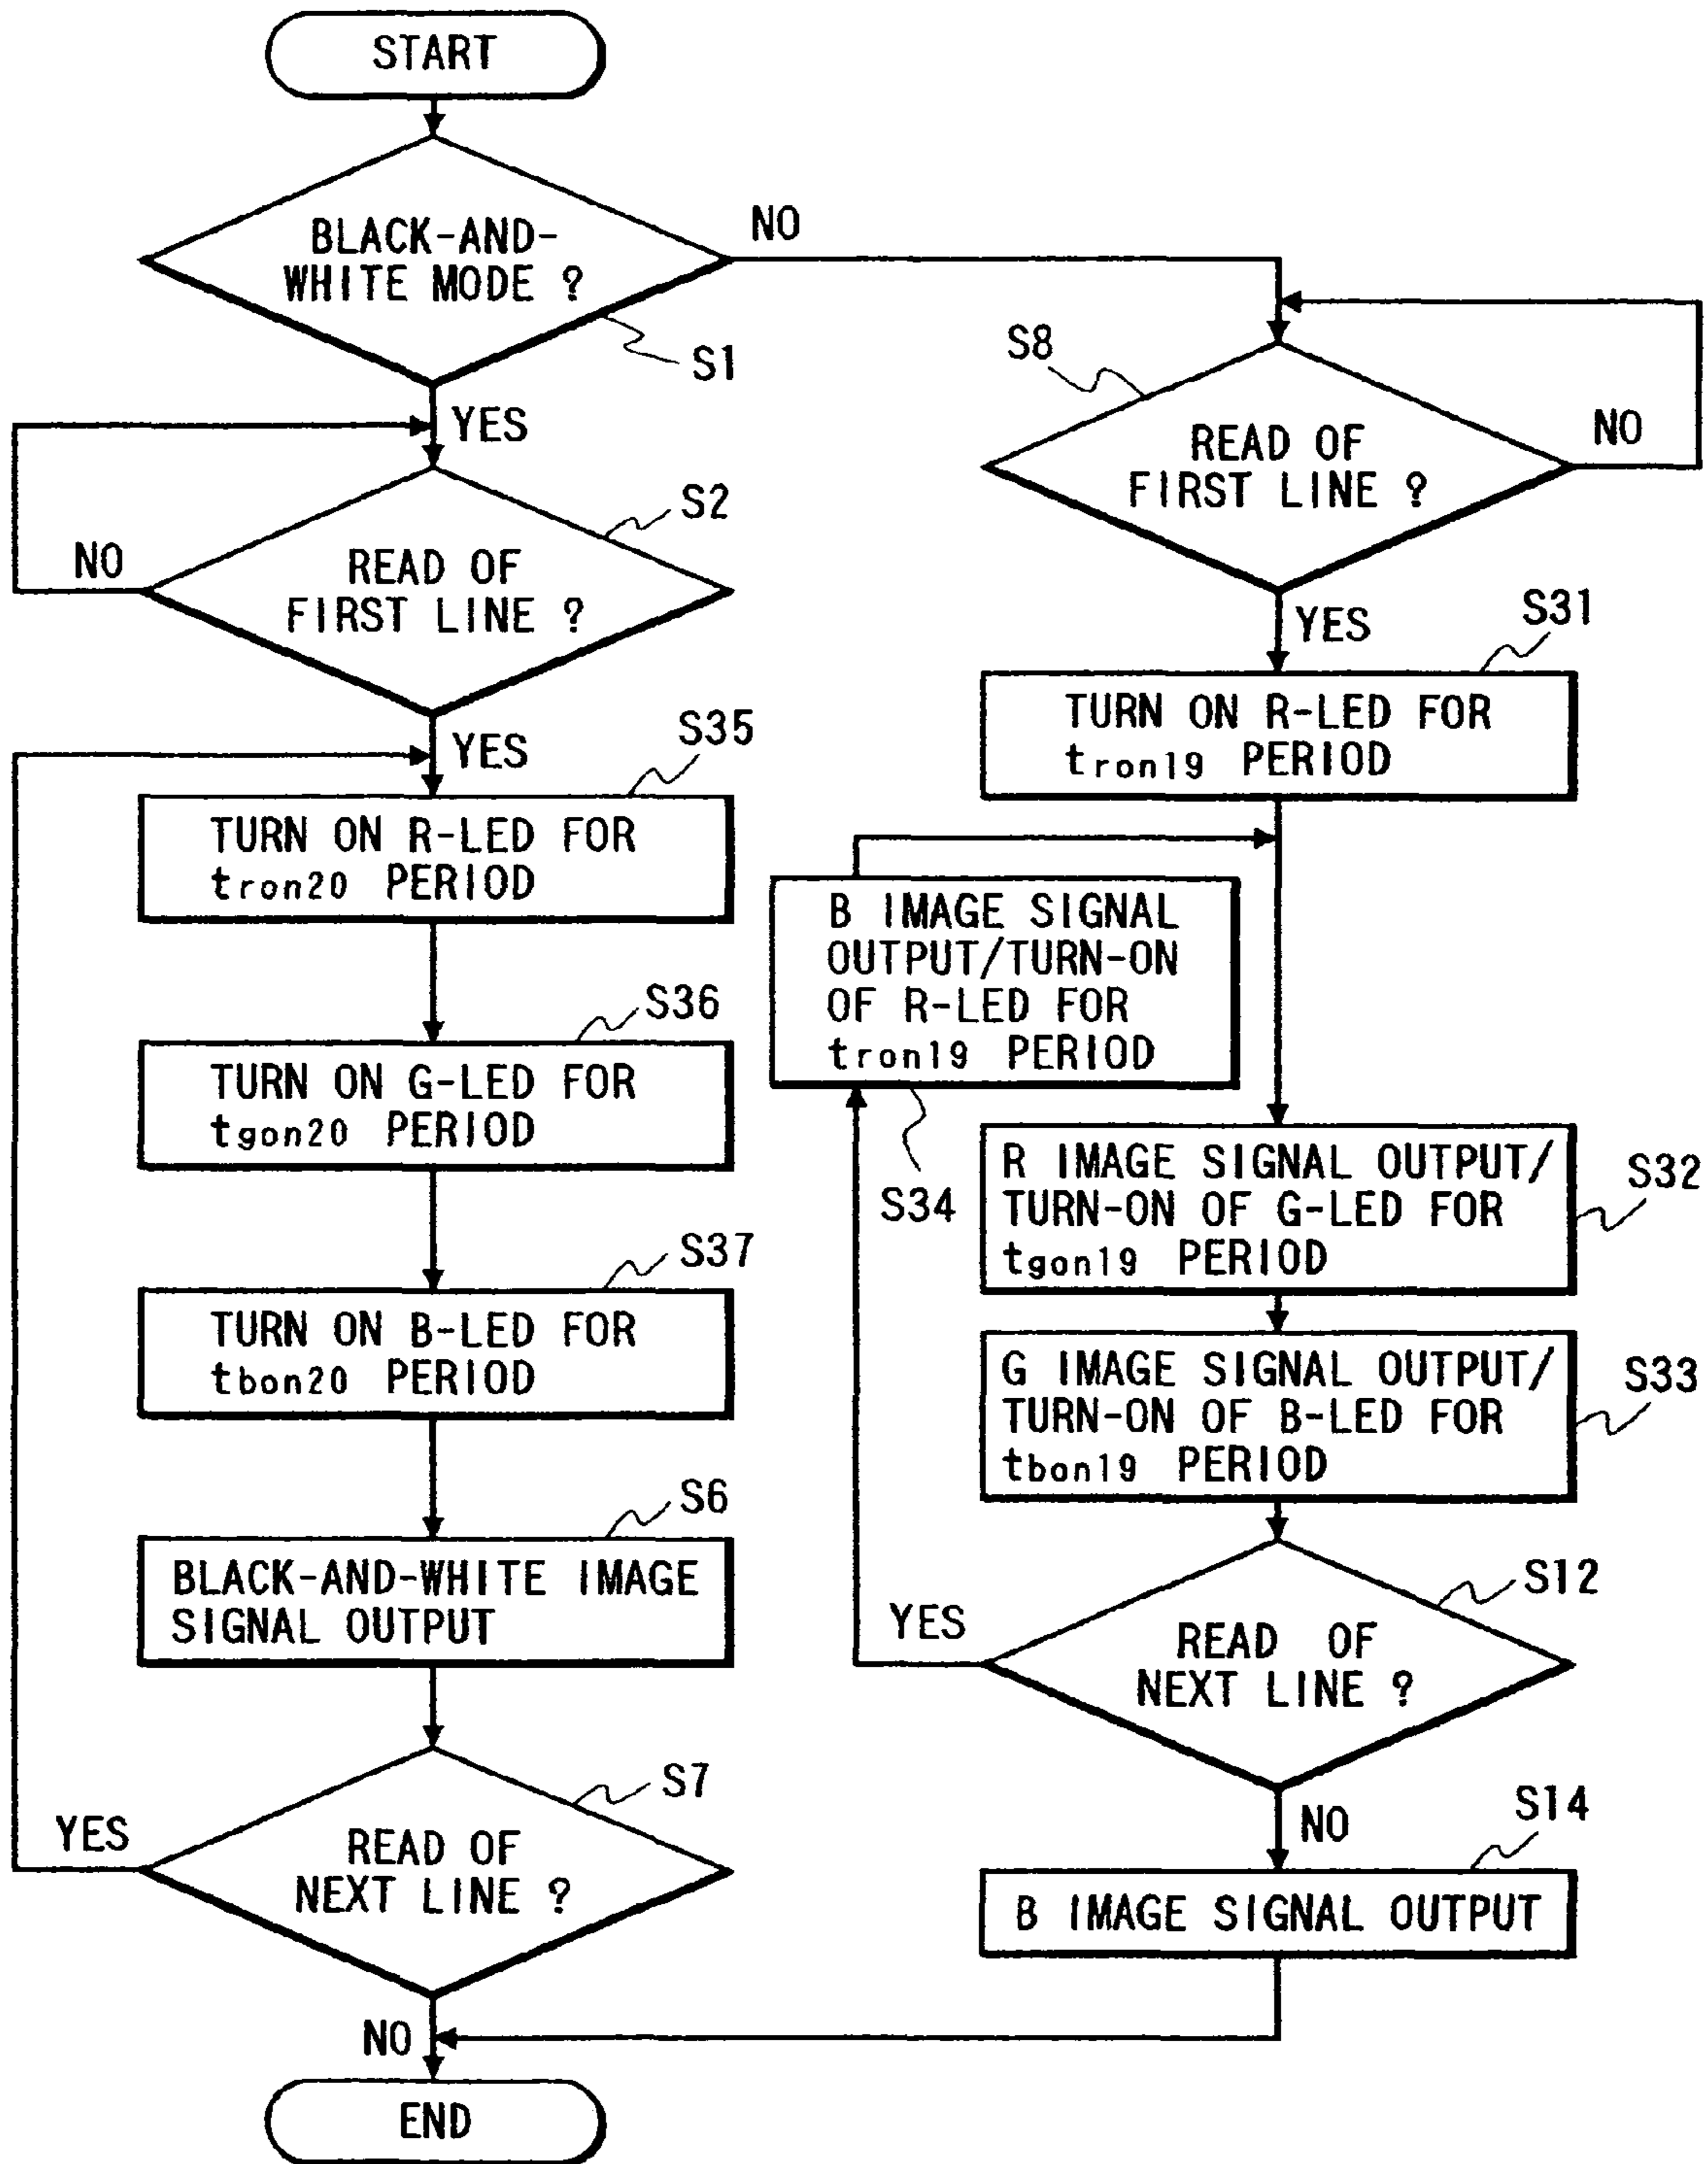 START
BLACK-AND-
WHITE MODE ?
NO
S1
YES
S2
NO
READ OF
FIRST LINE ?
YES
S35
TURN ON R-LED FOR
tron20 PERIOD
S36
TURN ON G-LED FOR
tgon20 PERIOD
S37
TURN ON B-LED FOR
tbon20 PERIOD
S6
BLACK-AND-WHITE IMAGE
SIGNAL OUTPUT
S7
YES
READ OF
NEXT LINE ?
NO
END
S8
NO
READ OF
FIRST LINE ?
YES
S31
TURN ON R-LED FOR
tron19 PERIOD
B IMAGE SIGNAL
OUTPUT/TURN-ON
OF R-LED FOR
tron19 PERIOD
S34
R IMAGE SIGNAL OUTPUT/
TURN-ON OF G-LED FOR
tgon19 PERIOD
S32
G IMAGE SIGNAL OUTPUT/
TURN-ON OF B-LED FOR
tbon19 PERIOD
S33
S12
YES
READ OF
NEXT LINE ?
NO
S14
B IMAGE SIGNAL OUTPUT